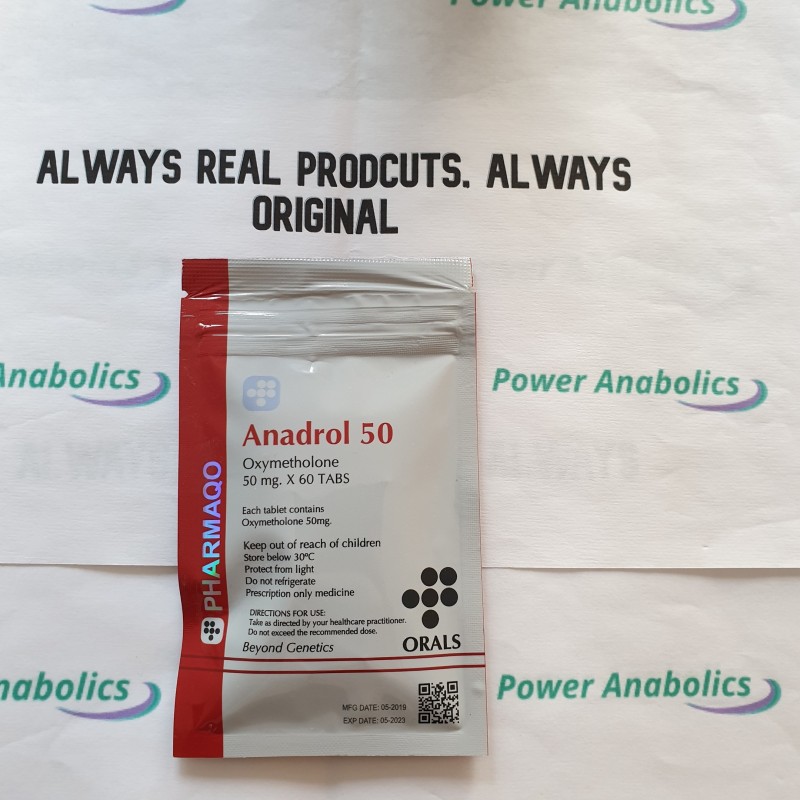 Power Anabolics
ALWAYS REAL PRODCUTS. ALWAYS
ORIGINAL
Anabolics
Power Anabolics
Anadrol 50
Oxymetholone
50 mg. X 60 TABS
Each tablet contains
Oxymetholone 50mg.
Keep out of reach of children
Store below 30ºC
Protect from light
Do not refrigerate
Prescription only medicine
DIRECTIONS FOR USE:
Take as directed by your healthcare practitioner.
Do not exceed the recommended dose.
Beyond Genetics
ORALS
PHARMAQO
MFG DATE: 05-2019
EXP DATE: 05-2023
nabolics
Power Anabolics